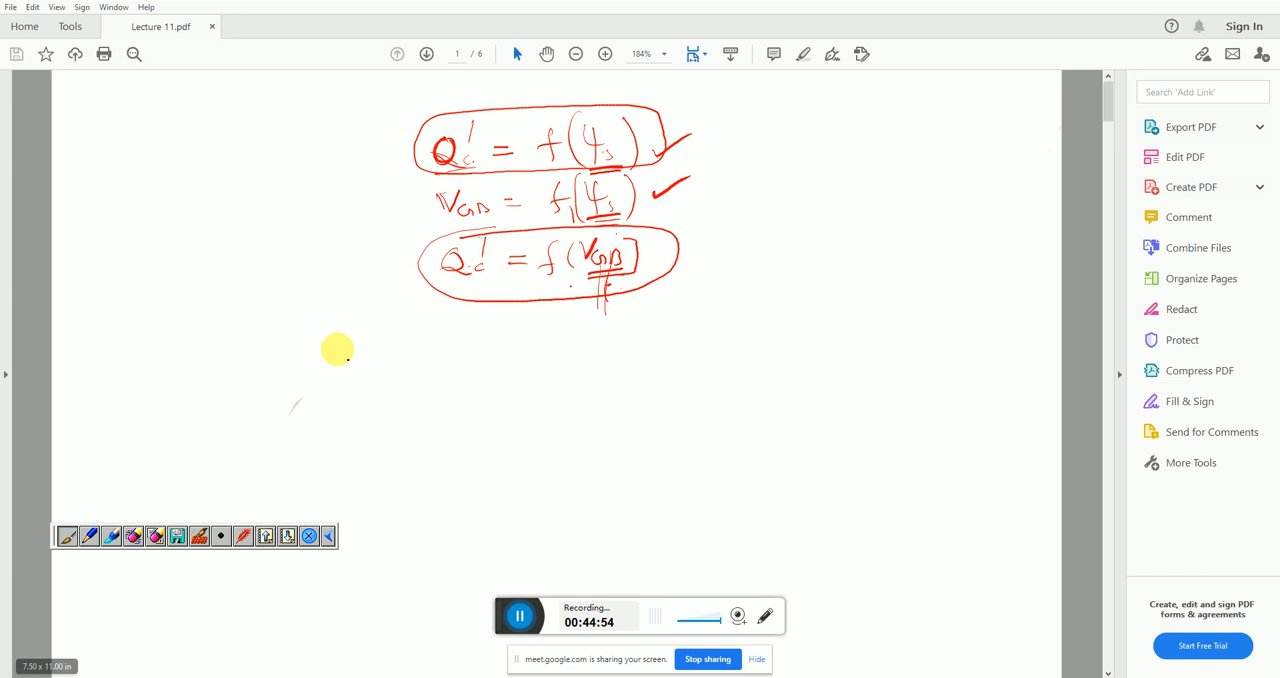 File Edit View Sign Window Help
Home Tools Lecture 11.pdf × Sign In
1 / 6 184%
Search 'Add Link'
Export PDF
Edit PDF
Create PDF
Comment
Combine Files
Organize Pages
Redact
Protect
Compress PDF
Fill & Sign
Send for Comments
More Tools
Q'c = f(ψs) ✓
VGB = f1(ψs) ✓
Q'c = f(VGB)
Recording...
00:44:54
meet.google.com is sharing your screen. Stop sharing Hide
Create, edit and sign PDF
forms & agreements
Start Free Trial
7.50 x 11.00 in